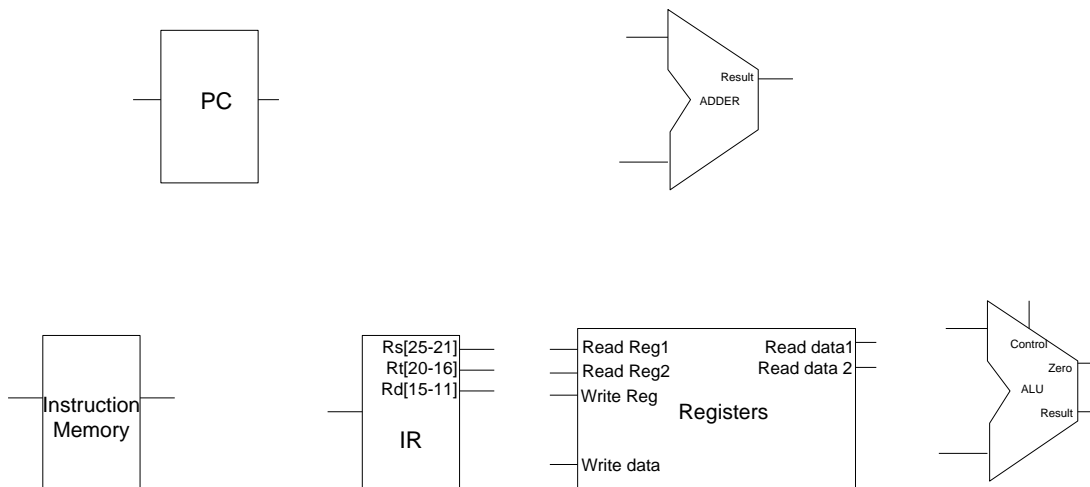 PC
Result
ADDER
Instruction
Memory
Rs[25-21]
Rt[20-16]
Rd[15-11]
IR
Read Reg1
Read Reg2
Write Reg
Write data
Registers
Read data1
Read data 2
Control
Zero
ALU
Result